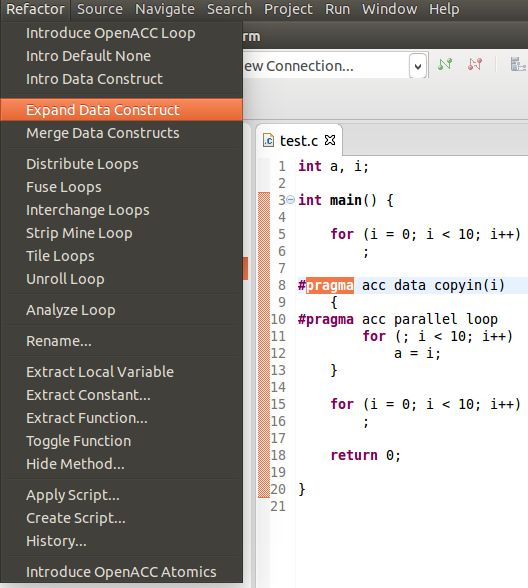 Refactor Source Navigate Search Project Run Window Help
Introduce OpenACC Loop
Intro Default None
Intro Data Construct
Expand Data Construct
Merge Data Constructs
Distribute Loops
Fuse Loops
Interchange Loops
Strip Mine Loop
Tile Loops
Unroll Loop
Analyze Loop
Rename...
Extract Local Variable
Extract Constant...
Extract Function...
Toggle Function
Hide Method...
Apply Script...
Create Script...
History...
Introduce OpenACC Atomics
rm
ew Connection...
test.c
1 int a, i;
2
3 int main() {
4
5     for (i = 0; i < 10; i++)
6         ;
7
8 #pragma acc data copyin(i)
9     {
10 #pragma acc parallel loop
11         for (; i < 10; i++)
12             a = i;
13     }
14
15     for (i = 0; i < 10; i++)
16         ;
17
18     return 0;
19
20 }
21